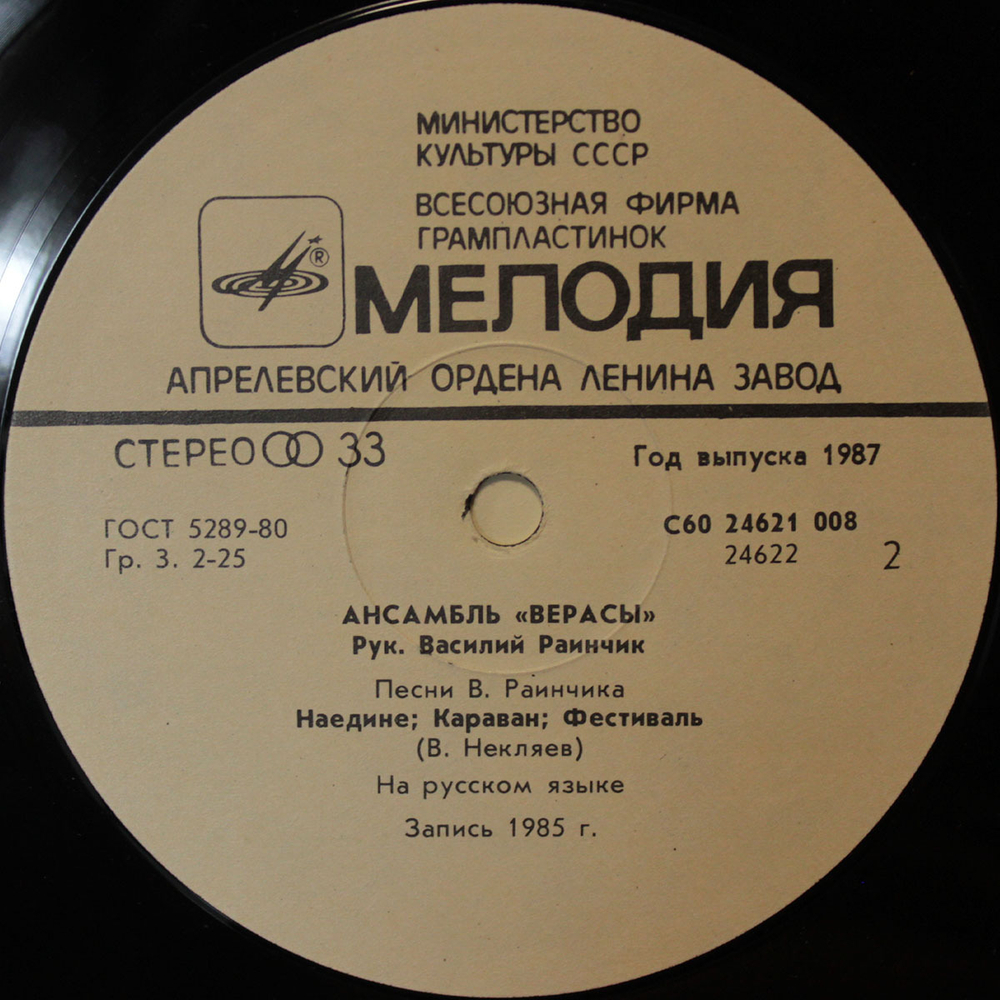 МИНИСТЕРСТВО
КУЛЬТУРЫ СССР
ВСЕСОЮЗНАЯ ФИРМА
ГРАМПЛАСТИНОК
®
МЕЛОДИЯ
АПРЕЛЕВСКИЙ ОРДЕНА ЛЕНИНА ЗАВОД
СТЕРЕО 33
Год выпуска 1987
ГОСТ 5289-80
Гр. 3. 2-25
С60 24621 008
24622
2
АНСАМБЛЬ «ВЕРАСЫ»
Рук. Василий Раинчик
Песни В. Раинчика
Наедине; Караван; Фестиваль
(В. Некляев)
На русском языке
Запись 1985 г.